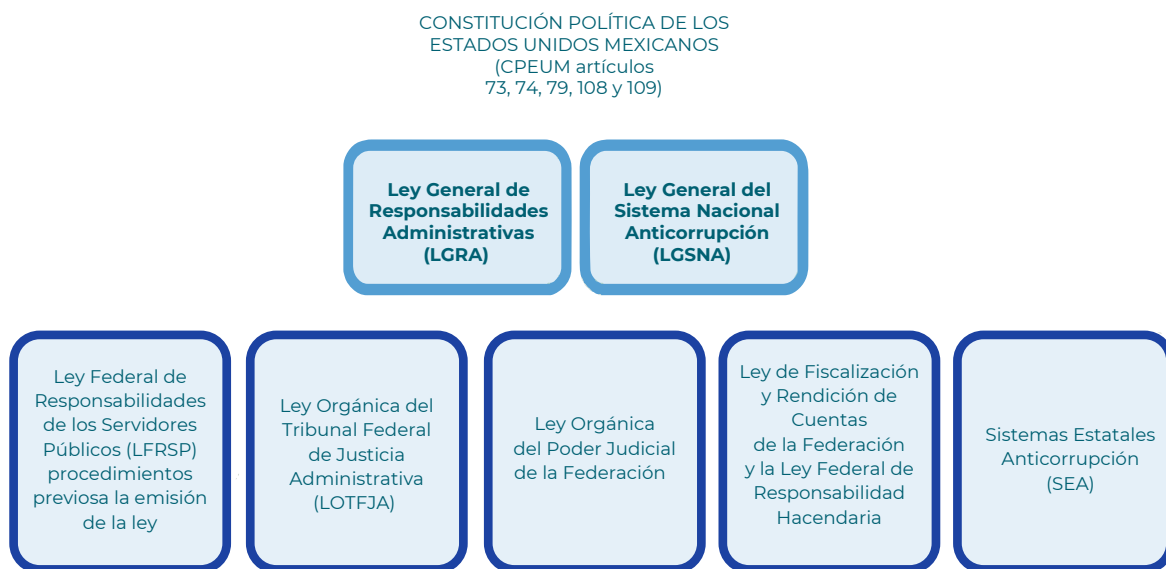 CONSTITUCIÓN POLÍTICA DE LOS
ESTADOS UNIDOS MEXICANOS
(CPEUM artículos
73, 74, 79, 108 y 109)
Ley General de
Responsabilidades
Administrativas
(LGRA)
Ley General del
Sistema Nacional
Anticorrupción
(LGSNA)
Ley Federal de
Responsabilidades
de los Servidores
Públicos (LFRSP)
procedimientos
previosa la emisión
de la ley
Ley Orgánica del
Tribunal Federal
de Justicia
Administrativa
(LOTFJA)
Ley Orgánica
del Poder Judicial
de la Federación
Ley de Fiscalización
y Rendición de
Cuentas
de la Federación
y la Ley Federal de
Responsabilidad
Hacendaria
Sistemas Estatales
Anticorrupción
(SEA)